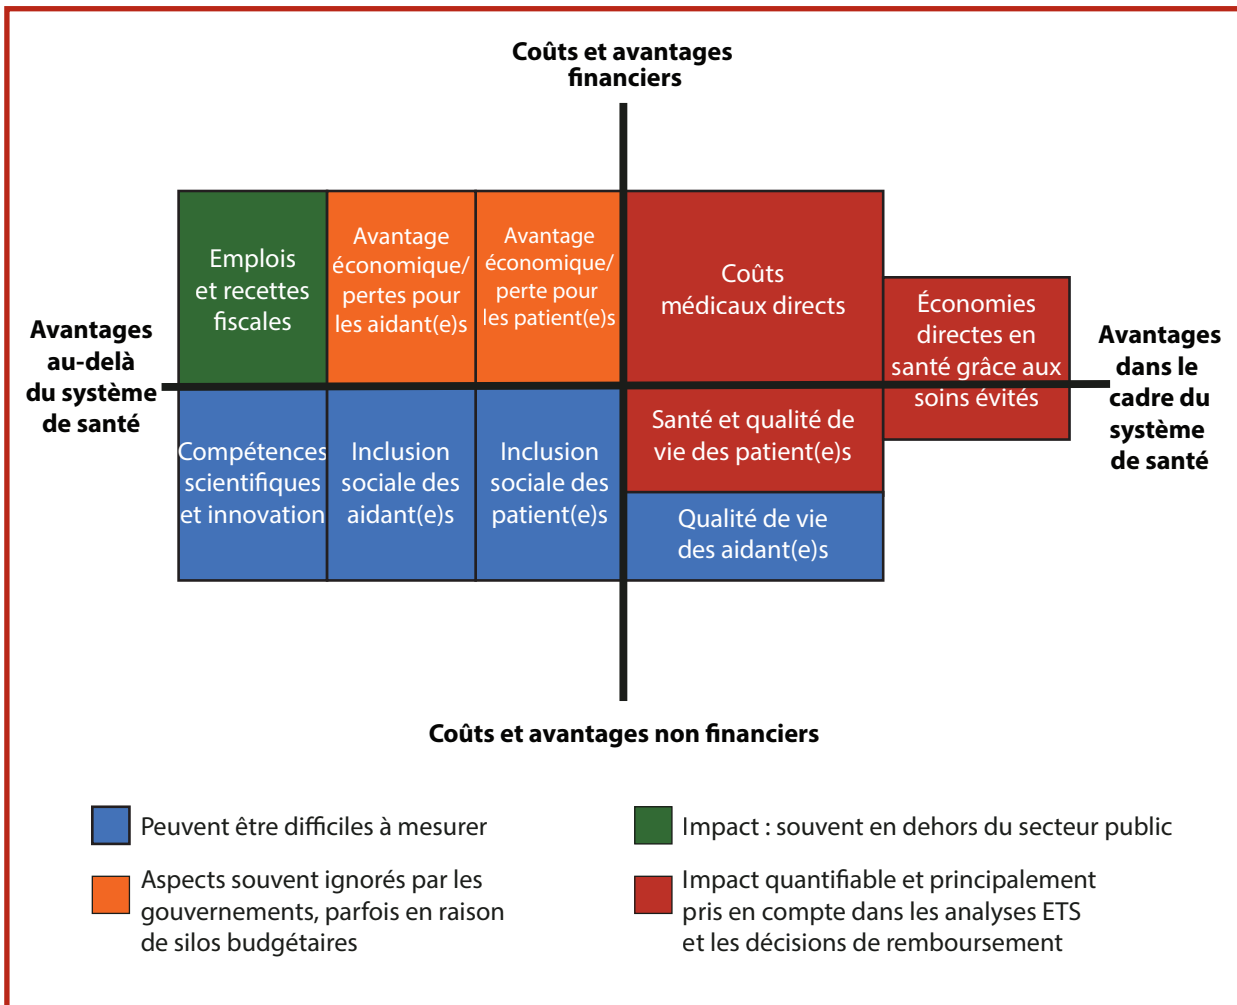 Coûts et avantages
financiers
Emplois
et recettes
fiscales
Avantage
économique/
pertes pour
les aidant(e)s
Avantage
économique/
perte pour
les patient(e)s
Coûts
médicaux directs
Économies
directes en
santé grâce aux
soins évités
Avantages
au-delà
du système
de santé
Avantages
dans le
cadre du
système
de santé
Compétences
scientifiques
et innovation
Inclusion
sociale des
aidant(e)s
Inclusion
sociale des
patient(e)s
Santé et qualité de
vie des patient(e)s
Qualité de vie
des aidant(e)s
Coûts et avantages non financiers
Peuvent être difficiles à mesurer
Aspects souvent ignorés par les
gouvernements, parfois en raison
de silos budgétaires
Impact : souvent en dehors du secteur public
Impact quantifiable et principalement
pris en compte dans les analyses ETS
et les décisions de remboursement